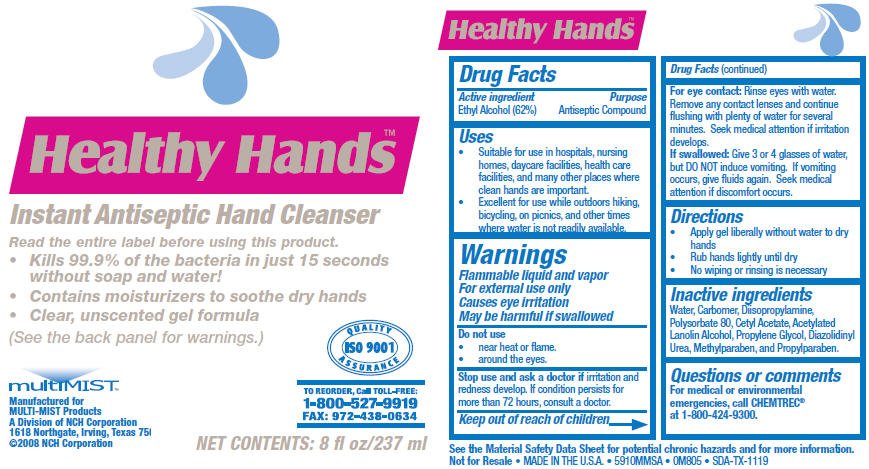 Healthy Hands™
Instant Antiseptic Hand Cleanser
Read the entire label before using this product.
• Kills 99.9% of the bacteria in just 15 seconds
without soap and water!
• Contains moisturizers to soothe dry hands
• Clear, unscented gel formula
(See the back panel for warnings.)
QUALITY
ISO 9001
ASSURANCE
multiMIST™
Manufactured for
MULTI-MIST Products
A Division of NCH Corporation
1618 Northgate, Irving, Texas
©2008 NCH Corporation
TO REORDER, Call TOLL-FREE:
1-800-527-9919
FAX: 972-438-0634
NET CONTENTS: 8 fl oz/237 ml
Healthy Hands™
Drug Facts
Active ingredient Purpose
Ethyl Alcohol (62%) Antiseptic Compound
Uses
• Suitable for use in hospitals, nursing
homes, daycare facilities, health care
facilities, and many other places where
clean hands are important.
• Excellent for use while outdoors hiking,
bicycling, on picnics, and other times
where water is not readily available.
Warnings
Flammable liquid and vapor
For external use only
Causes eye irritation
May be harmful if swallowed
Do not use
• near heat or flame.
• around the eyes.
Stop use and ask a doctor if irritation and
redness develop. If condition persists for
more than 72 hours, consult a doctor.
Keep out of reach of children
Drug Facts (continued)
For eye contact: Rinse eyes with water.
Remove any contact lenses and continue
flushing with plenty of water for several
minutes. Seek medical attention if irritation
develops.
If swallowed: Give 3 or 4 glasses of water,
but DO NOT induce vomiting. If vomiting
occurs, give fluids again. Seek medical
attention if discomfort occurs.
Directions
• Apply gel liberally without water to dry
hands
• Rub hands lightly until dry
• No wiping or rinsing is necessary
Inactive ingredients
Water, Carbomer, Diisopropylamine,
Polysorbate 80, Cetyl Acetate, Acetylated
Lanolin Alcohol, Propylene Glycol, Diazolidinyl
Urea, Methylparaben, and Propylparaben.
Questions or comments
For medical or environmental
emergencies, call CHEMTREC®
at 1-800-424-9300.
See the Material Safety Data Sheet for potential chronic hazards and for more information.
Not for Resale • MADE IN THE U.S.A. • 5910MMSA • OM805 • SDA-TX-1119